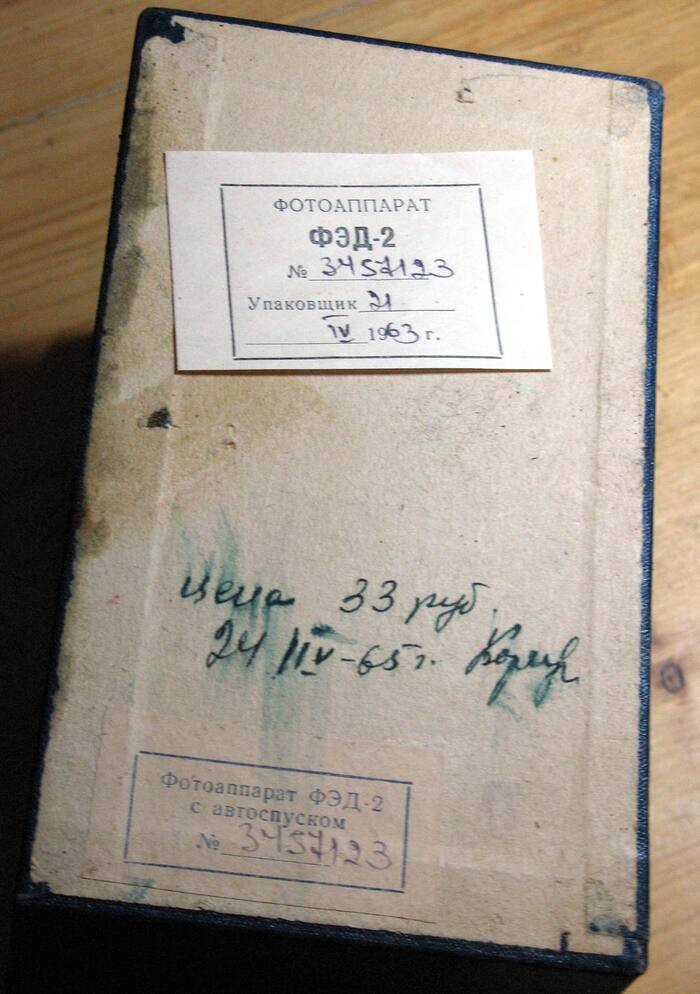 ФОТОАППАРАТ
ФЭД-2
№ 3457123
Упаковщик 21
IV 1963 г.
цена 33 руб.
24 IV-65 г.
Фотоаппарат ФЭД-2
с автоспуском
№ 3457123